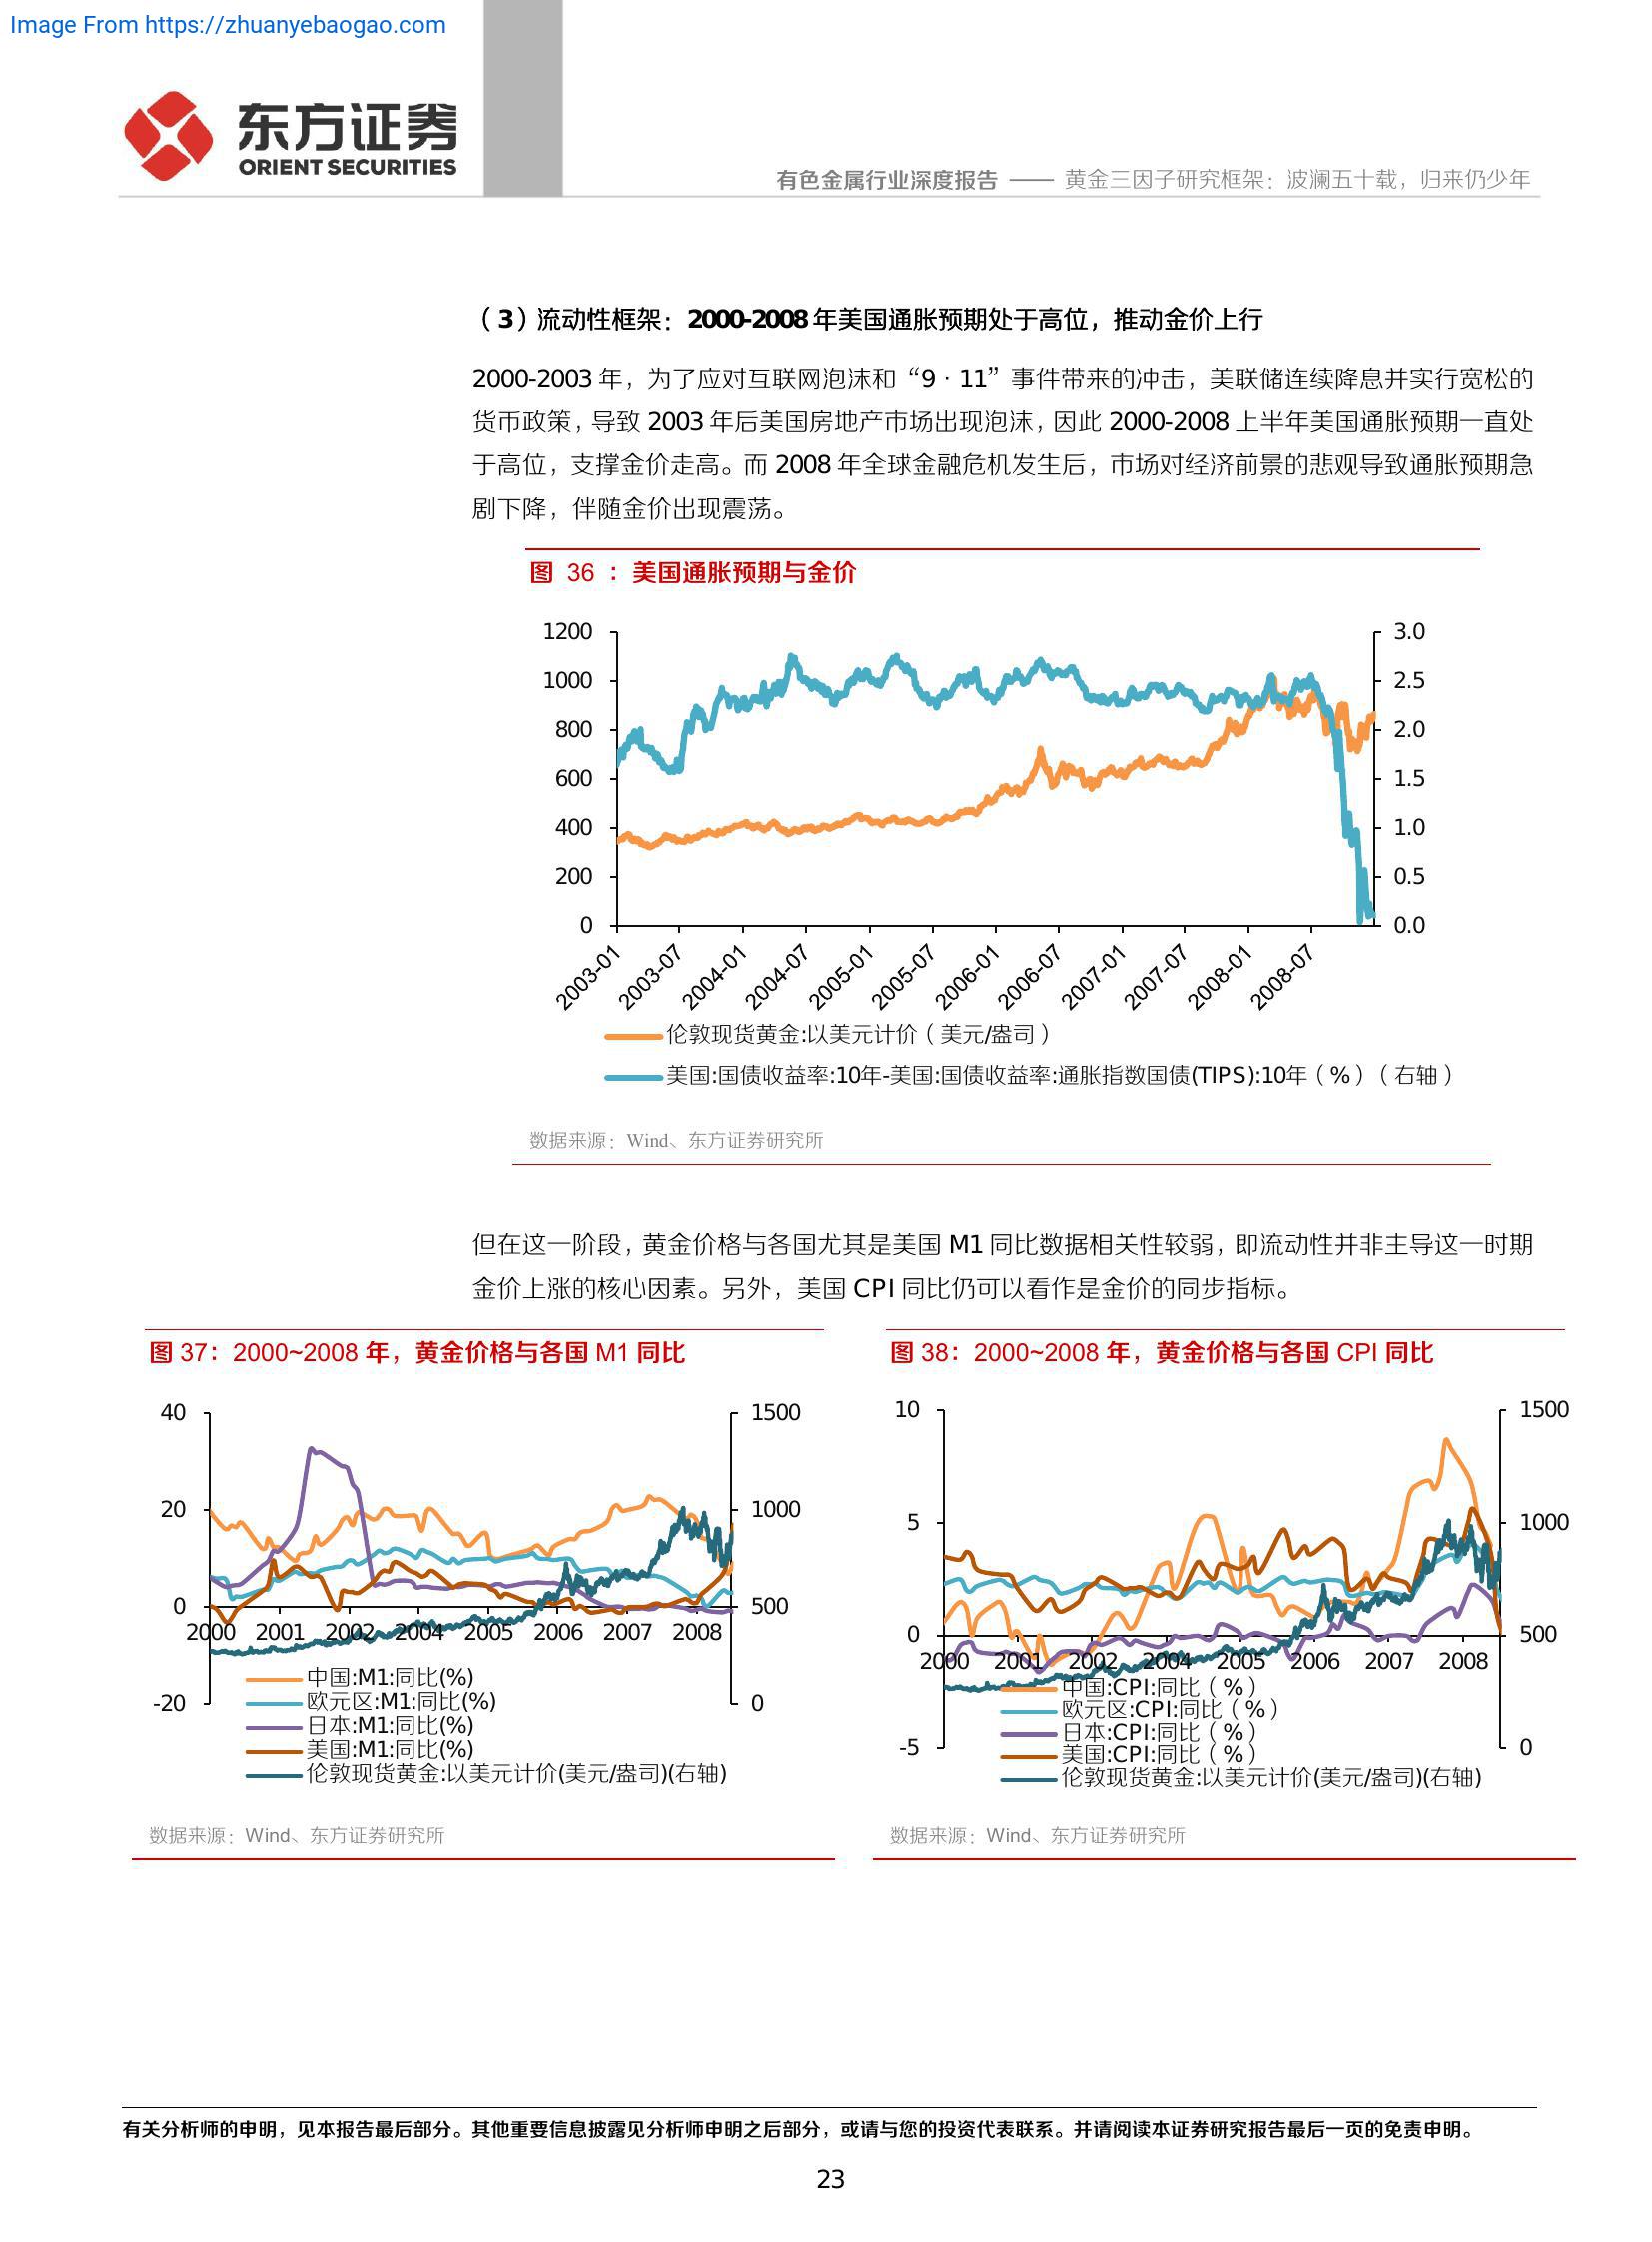 Image From https://zhuanyebaogao.com
东方证券
ORIENT SECURITIES
有色金属行业深度报告 —— 黄金三因子研究框架：波澜五十载，归来仍少年
（3）流动性框架：2000-2008 年美国通胀预期处于高位，推动金价上行
2000-2003 年，为了应对互联网泡沫和“9·11”事件带来的冲击，美联储连续降息并实行宽松的
货币政策，导致 2003 年后美国房地产市场出现泡沫，因此 2000-2008 上半年美国通胀预期一直处
于高位，支撑金价走高。而 2008 年全球金融危机发生后，市场对经济前景的悲观导致通胀预期急
剧下降，伴随金价出现震荡。
图 36 ：美国通胀预期与金价
1200 3.0
1000 2.5
800 2.0
600 1.5
400 1.0
200 0.5
0 0.0
2003-01 2003-07 2004-01 2004-07 2005-01 2005-07 2006-01 2006-07 2007-01 2007-07 2008-01 2008-07
伦敦现货黄金:以美元计价（美元/盎司）
美国:国债收益率:10年-美国:国债收益率:通胀指数国债(TIPS):10年（%）（右轴）
数据来源：Wind、东方证券研究所
但在这一阶段，黄金价格与各国尤其是美国 M1 同比数据相关性较弱，即流动性并非主导这一时期
金价上涨的核心因素。另外，美国 CPI 同比仍可以看作是金价的同步指标。
图 37：2000~2008 年，黄金价格与各国 M1 同比
40 1500
20 1000
0 500
2000 2001 2002 2004 2005 2006 2007 2008
-20 0
中国:M1:同比(%)
欧元区:M1:同比(%)
日本:M1:同比(%)
美国:M1:同比(%)
伦敦现货黄金:以美元计价(美元/盎司)(右轴)
数据来源：Wind、东方证券研究所
图 38：2000~2008 年，黄金价格与各国 CPI 同比
10 1500
5 1000
0 500
2000 2001 2002 2004 2005 2006 2007 2008
-5 0
中国:CPI:同比（%）
欧元区:CPI:同比（%）
日本:CPI:同比（%）
美国:CPI:同比（%）
伦敦现货黄金:以美元计价(美元/盎司)(右轴)
数据来源：Wind、东方证券研究所
有关分析师的申明，见本报告最后部分。其他重要信息披露见分析师申明之后部分，或请与您的投资代表联系。并请阅读本证券研究报告最后一页的免责申明。
23